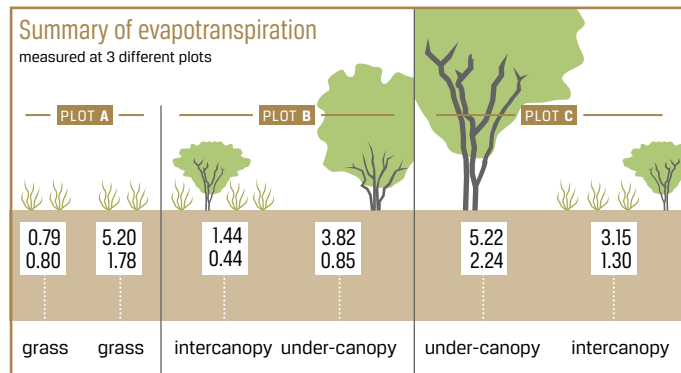 Summary of evapotranspiration
measured at 3 different plots
PLOT A
PLOT B
PLOT C
0.79
0.80
5.20
1.78
1.44
0.44
3.82
0.85
5.22
2.24
3.15
1.30
grass
grass
intercanopy
under-canopy
under-canopy
intercanopy